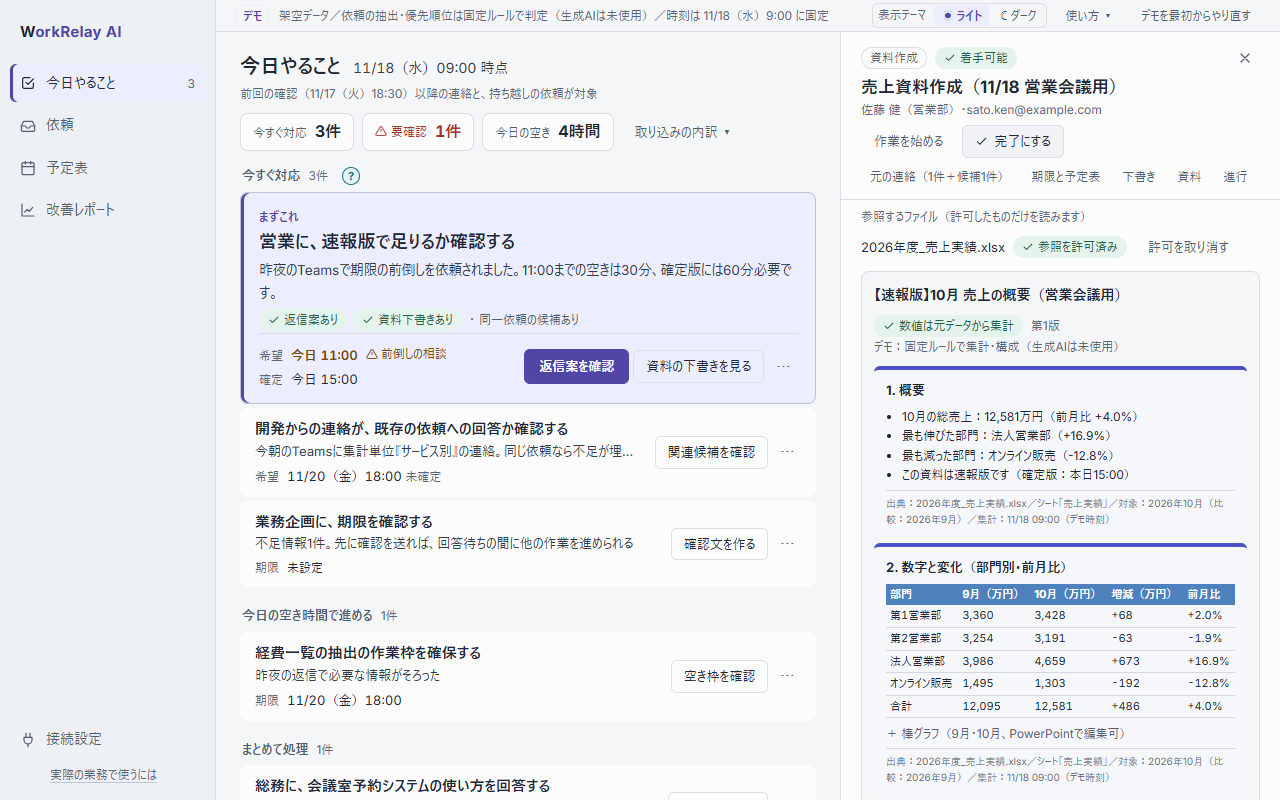 WorkRelay AI
今日やること 3
依頼
予定表
改善レポート
接続設定
実際の業務で使うには
デモ 架空データ／依頼の抽出・優先順位は固定ルールで判定（生成AIは未使用）／時刻は 11/18（水）9:00 に固定
表示テーマ ライト ダーク 使い方 ▾ デモを最初からやり直す
今日やること 11/18（水）09:00 時点
前回の確認（11/17（火）18:30）以降の連絡と、持ち越しの依頼が対象
今すぐ対応 3件 要確認 1件 今日の空き 4時間 取り込みの内訳 ▾
今すぐ対応 3件 ?
まずこれ
営業に、速報版で足りるか確認する
昨夜のTeamsで期限の前倒しを依頼されました。11:00までの空きは30分、確定版には60分必要で
す。
✓ 返信案あり ✓ 資料下書きあり ・同一依頼の候補あり
希望 今日 11:00 前倒しの相談
確定 今日 15:00
返信案を確認 資料の下書きを見る …
開発からの連絡が、既存の依頼への回答か確認する
今朝のTeamsに集計単位『サービス別』の連絡。同じ依頼なら不足が埋…
希望 11/20（金）18:00 未確定
関連候補を確認 …
業務企画に、期限を確認する
不足情報1件。先に確認を送れば、回答待ちの間に他の作業を進められる
期限 未設定
確認文を作る …
今日の空き時間で進める 1件
経費一覧の抽出の作業枠を確保する
昨夜の返信で必要な情報がそろった
期限 11/20（金）18:00
空き枠を確認 …
まとめて処理 1件
総務に、会議室予約システムの使い方を回答する
資料作成 ✓ 着手可能
売上資料作成（11/18 営業会議用）
佐藤 健（営業部）・sato.ken@example.com
作業を始める ✓ 完了にする
元の連絡（1件＋候補1件） 期限と予定表 下書き 資料 進行
参照するファイル（許可したものだけを読みます）
2026年度_売上実績.xlsx ✓ 参照を許可済み 許可を取り消す
【速報版】10月 売上の概要（営業会議用）
✓ 数値は元データから集計 第1版
デモ：固定ルールで集計・構成（生成AIは未使用）
1. 概要
• 10月の総売上：12,581万円（前月比 +4.0%）
• 最も伸びた部門：法人営業部（+16.9%）
• 最も減った部門：オンライン販売（-12.8%）
• この資料は速報版です（確定版：本日15:00）
出典：2026年度_売上実績.xlsx／シート「売上実績」／対象：2026年10月（比
較：2026年9月）／集計：11/18 09:00（デモ時刻）
2. 数字と変化（部門別・前月比）
部門 9月（万円） 10月（万円） 増減（万円） 前月比
第1営業部 3,360 3,428 +68 +2.0%
第2営業部 3,254 3,191 -63 -1.9%
法人営業部 3,986 4,659 +673 +16.9%
オンライン販売 1,495 1,303 -192 -12.8%
合計 12,095 12,581 +486 +4.0%
＋ 棒グラフ（9月・10月、PowerPointで編集可）
出典：2026年度_売上実績.xlsx／シート「売上実績」／対象：2026年10月（比
較：2026年9月）／集計：11/18 09:00（デモ時刻）